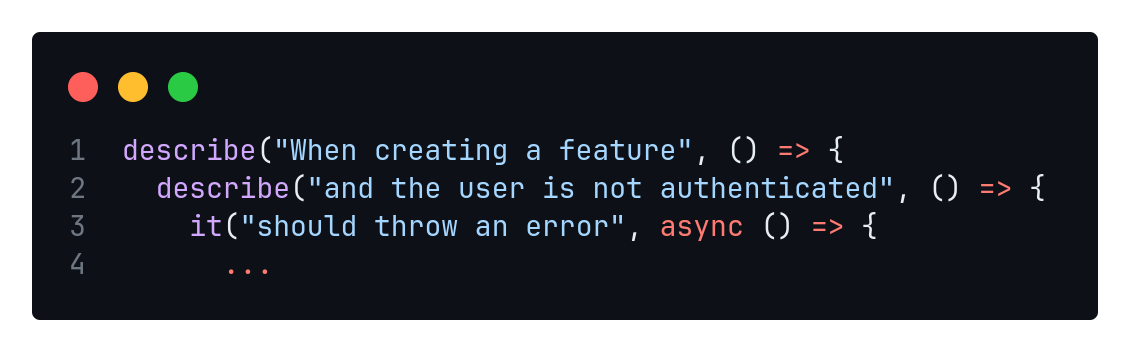 1 describe("When creating a feature", () => {
2 describe("and the user is not authenticated", () => {
3 it("should throw an error", async () => {
4 ...